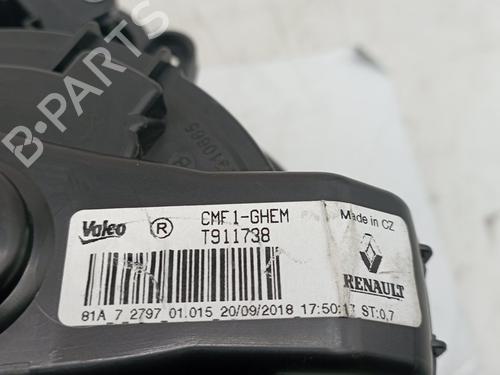 B-PARTS
Valeo ® CMF1-GHEM
T911738
Made in CZ
RENAULT
81A 7 2797 01.015 20/09/2018 17:50:17 ST:0,7